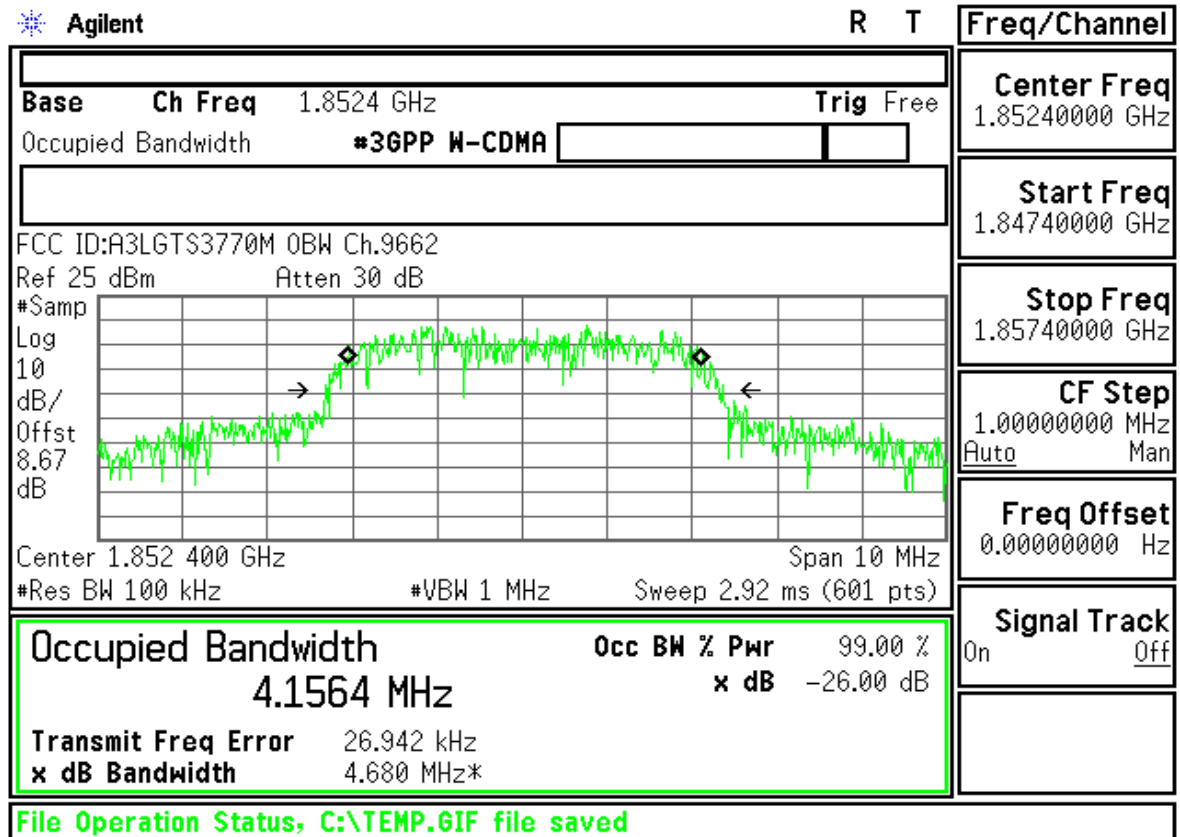 Agilent R T
Freq/Channel
Base Ch Freq 1.8524 GHz Trig Free
Occupied Bandwidth #3GPP W-CDMA
FCC ID:A3LGTS3770M OBW Ch.9662
Ref 25 dBm Atten 30 dB
#Samp
Log
10
dB/
Offst
8.67
dB
Center 1.852 400 GHz Span 10 MHz
#Res BW 100 kHz #VBW 1 MHz Sweep 2.92 ms (601 pts)
Occupied Bandwidth
4.1564 MHz
Occ BW % Pwr 99.00 %
x dB -26.00 dB
Transmit Freq Error 26.942 kHz
x dB Bandwidth 4.680 MHz*
Center Freq
1.85240000 GHz
Start Freq
1.84740000 GHz
Stop Freq
1.85740000 GHz
CF Step
1.00000000 MHz
Auto Man
Freq Offset
0.00000000 Hz
Signal Track
On Off
File Operation Status, C:\TEMP.GIF file saved